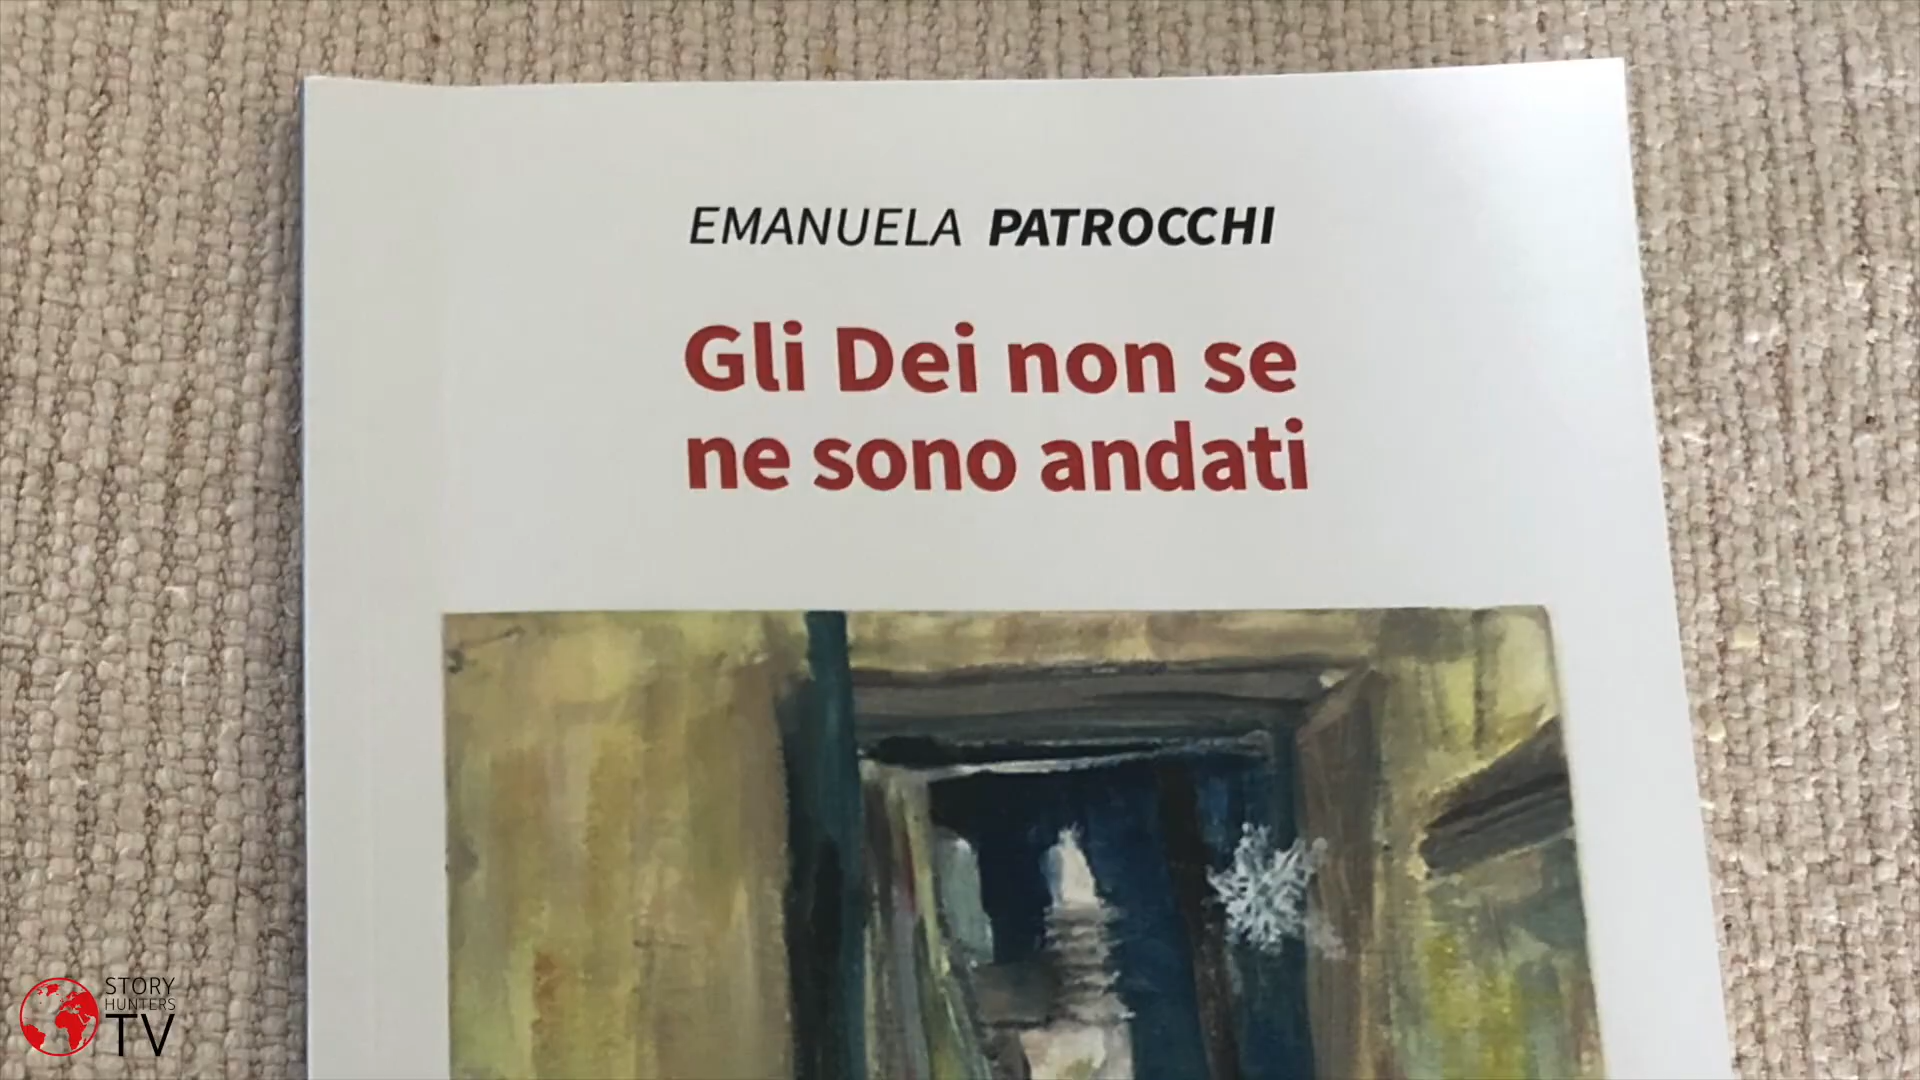 EMANUELA PATROCCHI
Gli Dei non se
ne sono andati
STORY
HUNTERS
TV